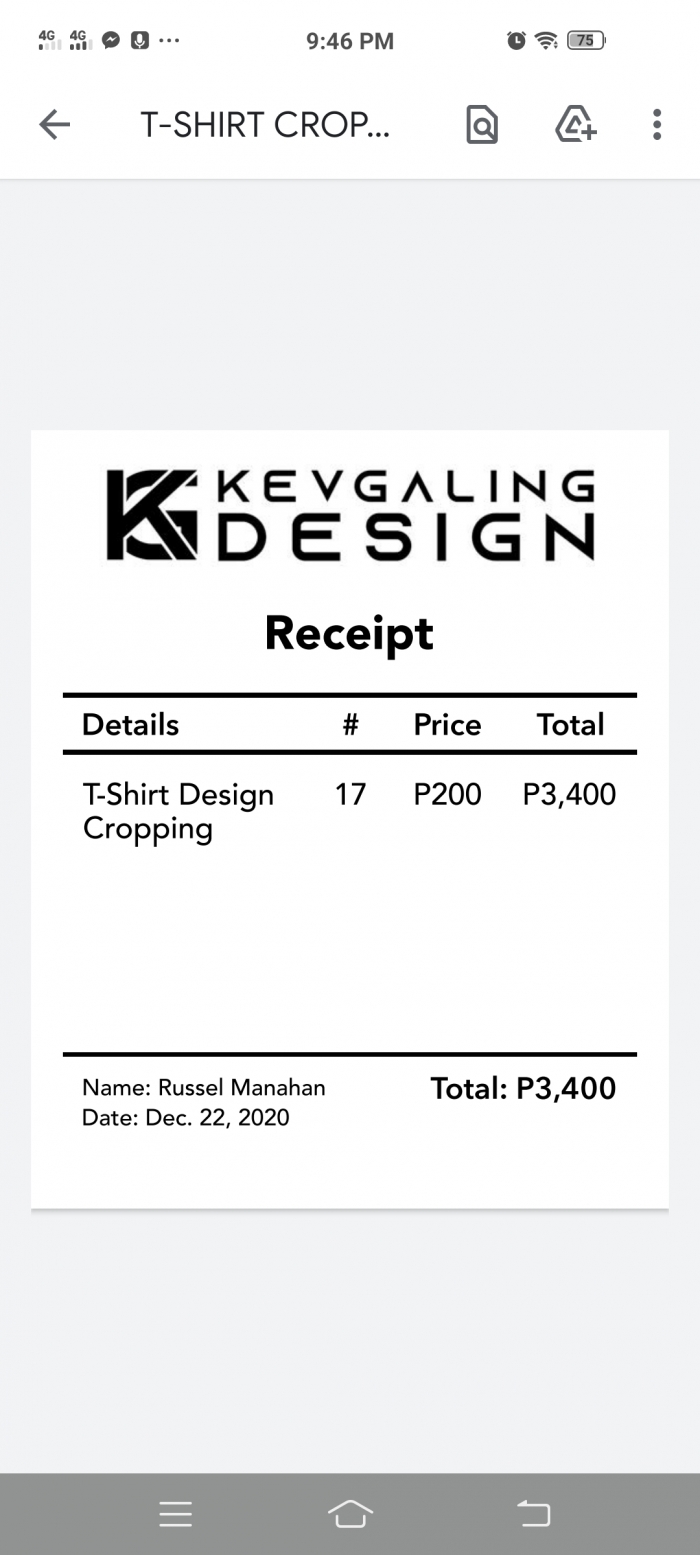 4G 4G 9:46 PM 75
T-SHIRT CROP...
KEVGALING
DESIGN
Receipt
Details # Price Total
T-Shirt Design 17 P200 P3,400
Cropping
Name: Russel Manahan Total: P3,400
Date: Dec. 22, 2020